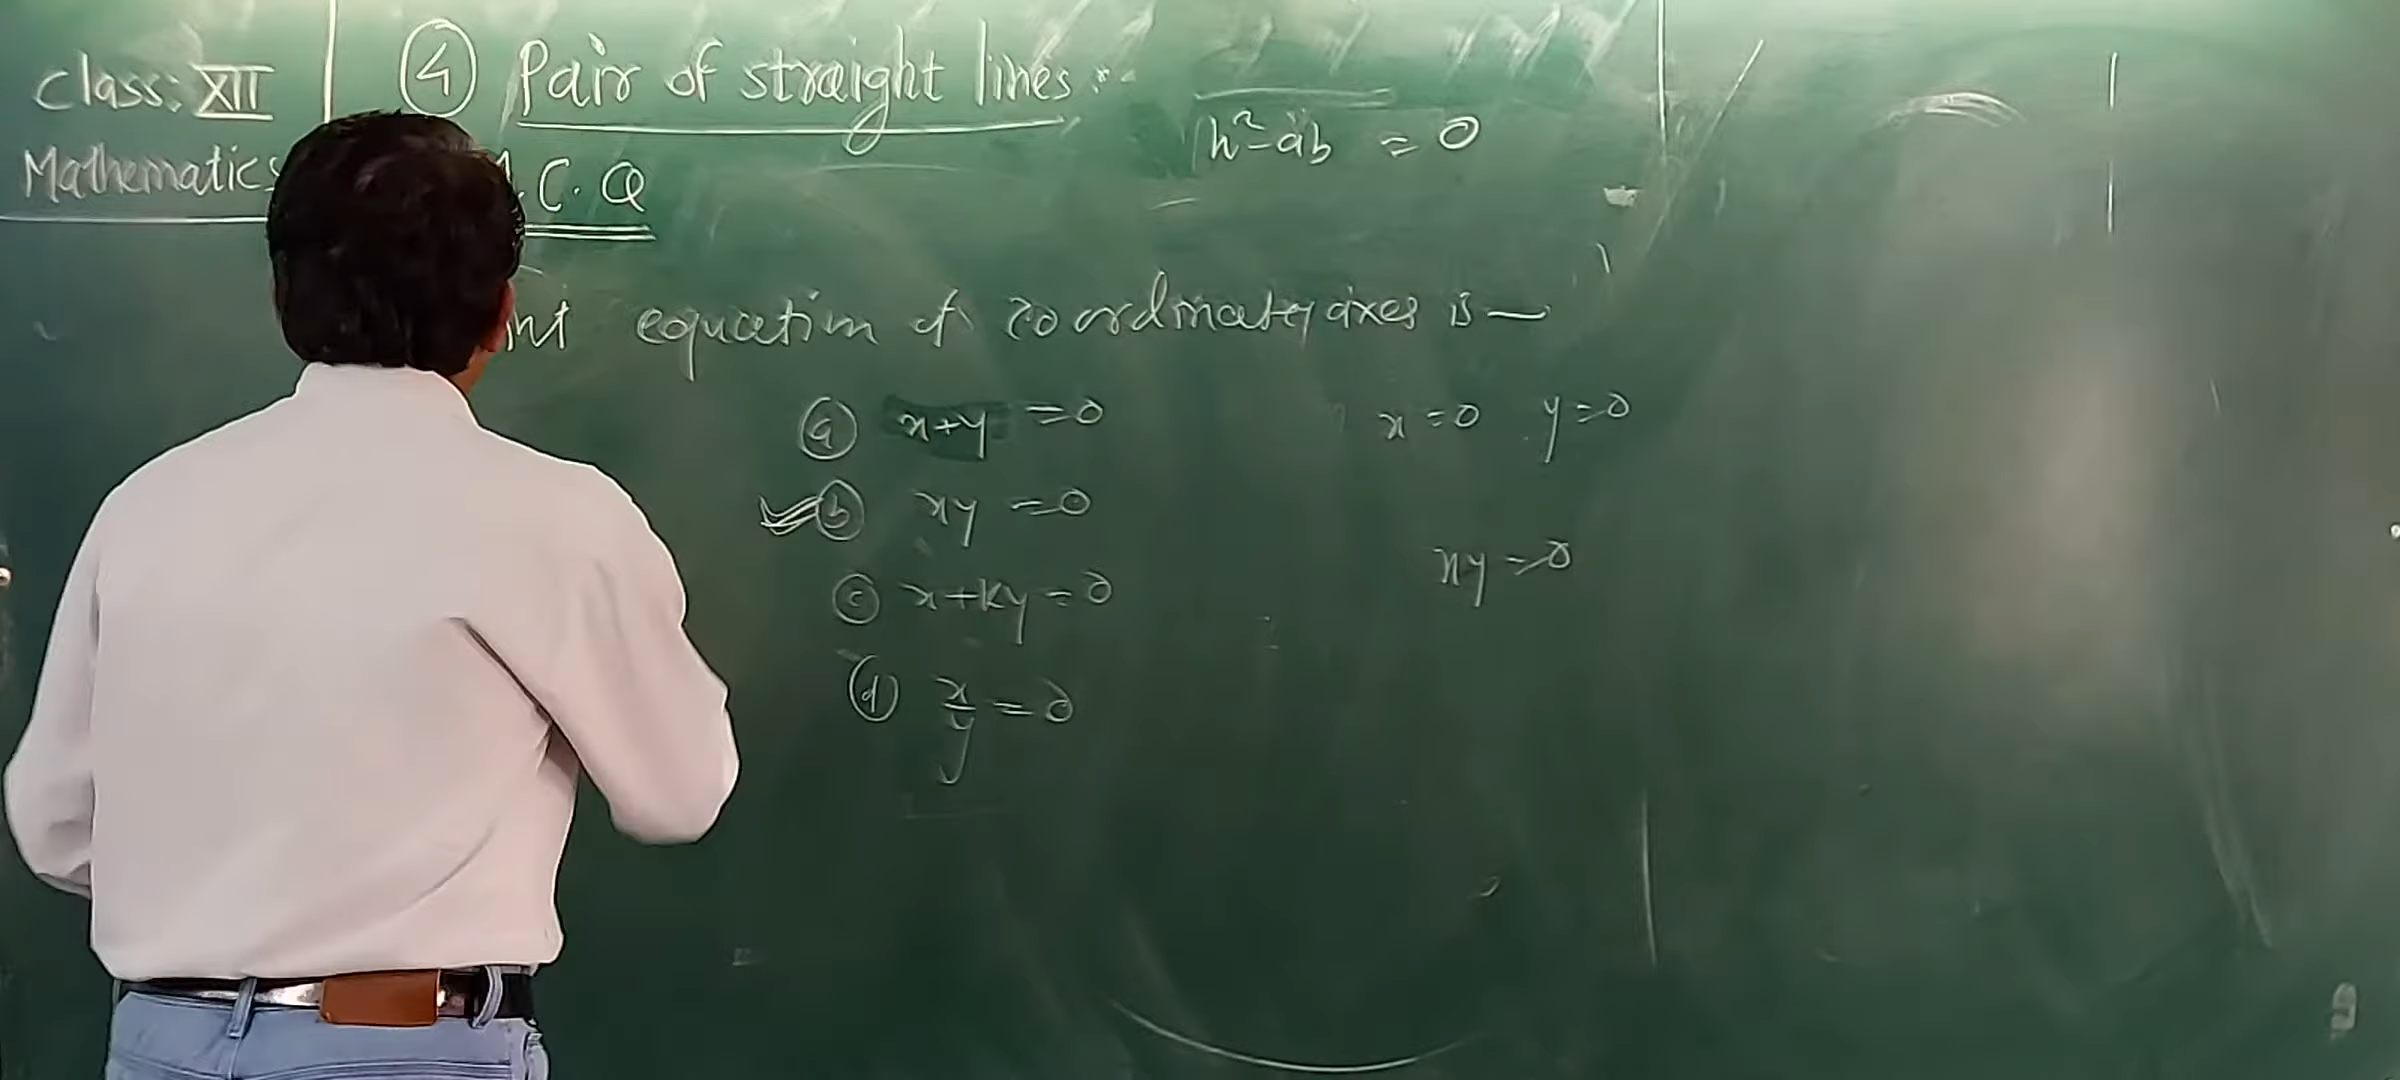 Class: XII
Mathematics
④ Pair of straight lines :-
.C.Q
h²-ab = 0
equation of coordinate axes is —
ⓐ x+y =0
ⓑ xy =0
ⓒ x+ky=0
ⓓ x/y =0
x=0 y=0
xy=0